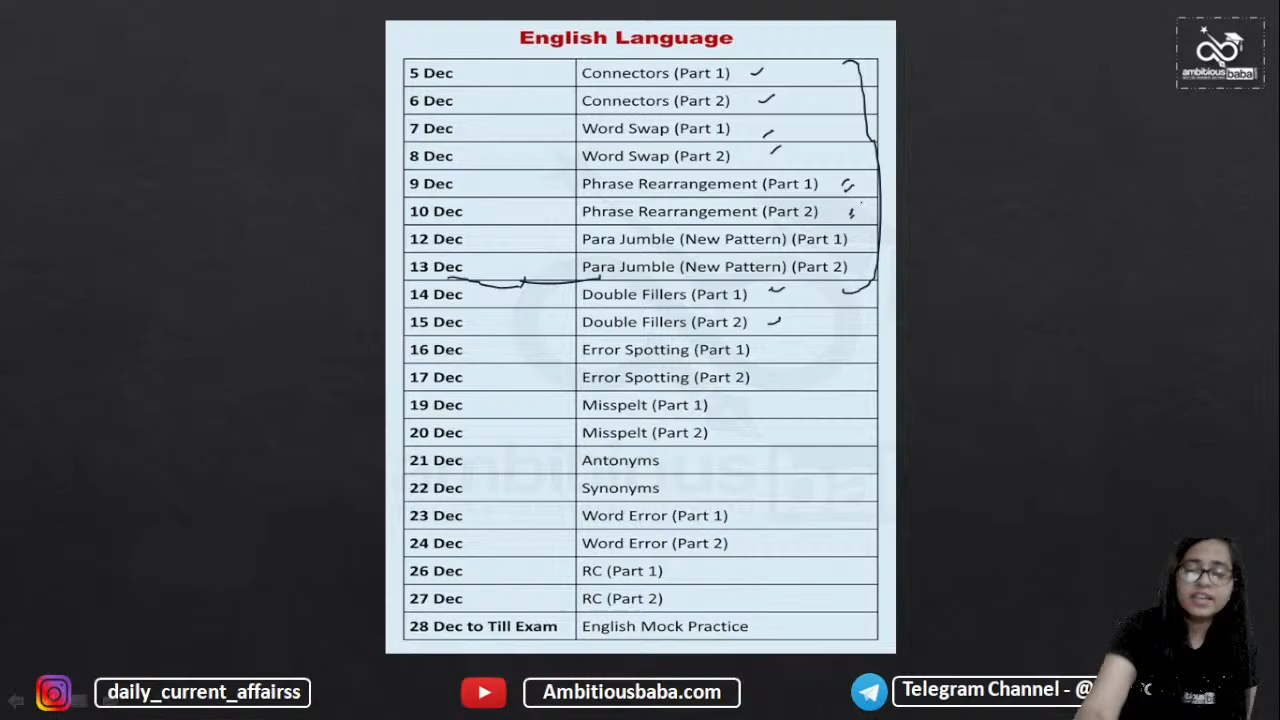 English Language
5 Dec Connectors (Part 1)
6 Dec Connectors (Part 2)
7 Dec Word Swap (Part 1)
8 Dec Word Swap (Part 2)
9 Dec Phrase Rearrangement (Part 1)
10 Dec Phrase Rearrangement (Part 2)
12 Dec Para Jumble (New Pattern) (Part 1)
13 Dec Para Jumble (New Pattern) (Part 2)
14 Dec Double Fillers (Part 1)
15 Dec Double Fillers (Part 2)
16 Dec Error Spotting (Part 1)
17 Dec Error Spotting (Part 2)
19 Dec Misspelt (Part 1)
20 Dec Misspelt (Part 2)
21 Dec Antonyms
22 Dec Synonyms
23 Dec Word Error (Part 1)
24 Dec Word Error (Part 2)
26 Dec RC (Part 1)
27 Dec RC (Part 2)
28 Dec to Till Exam English Mock Practice
ambitious baba
daily_current_affairss
Ambitiousbaba.com
Telegram Channel - @